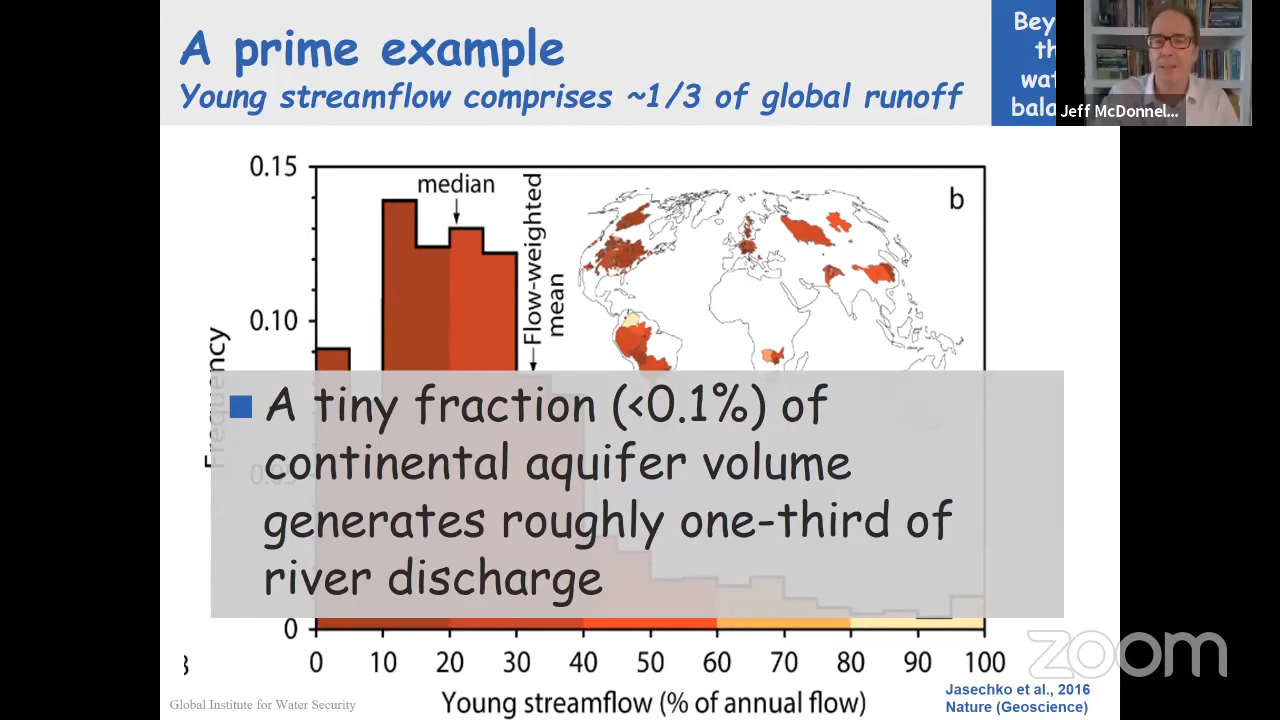 A prime example
Young streamflow comprises ~1/3 of global runoff
Jeff McDonnel...
0.15
median
Flow-weighted
mean
b
0.10
Frequency
A tiny fraction (<0.1%) of
continental aquifer volume
generates roughly one-third of
river discharge
0.05
0
0 10 20 30 40 50 60 70 80 90 100
Young streamflow (% of annual flow)
zoom
Jasechko et al., 2016
Nature (Geoscience)
Global Institute for Water Security